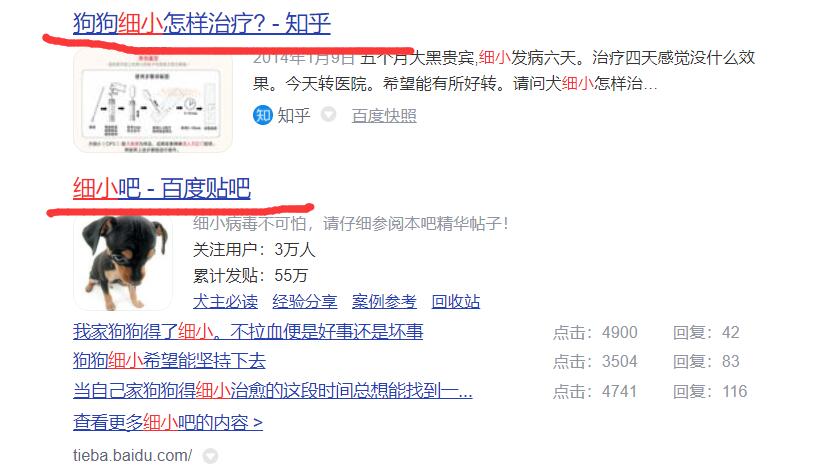 狗狗细小怎样治疗? - 知乎
2014年1月9日 五个月大黑贵宾,细小发病六天。治疗四天感觉没什么效
果。今天转医院。希望能有所好转。请问犬细小怎样治...
知乎 百度快照
细小吧 - 百度贴吧
细小病毒不可怕，请仔细参阅本吧精华帖子！
关注用户：3万人
累计发贴：55万
犬主必读 经验分享 案例参考 回收站
我家狗狗得了细小。不拉血便是好事还是坏事 点击：4900 回复：42
狗狗细小希望能坚持下去 点击：3504 回复：83
当自己家狗狗得细小治愈的这段时间总想能找到一... 点击：4741 回复：116
查看更多细小吧的内容 >
tieba.baidu.com/